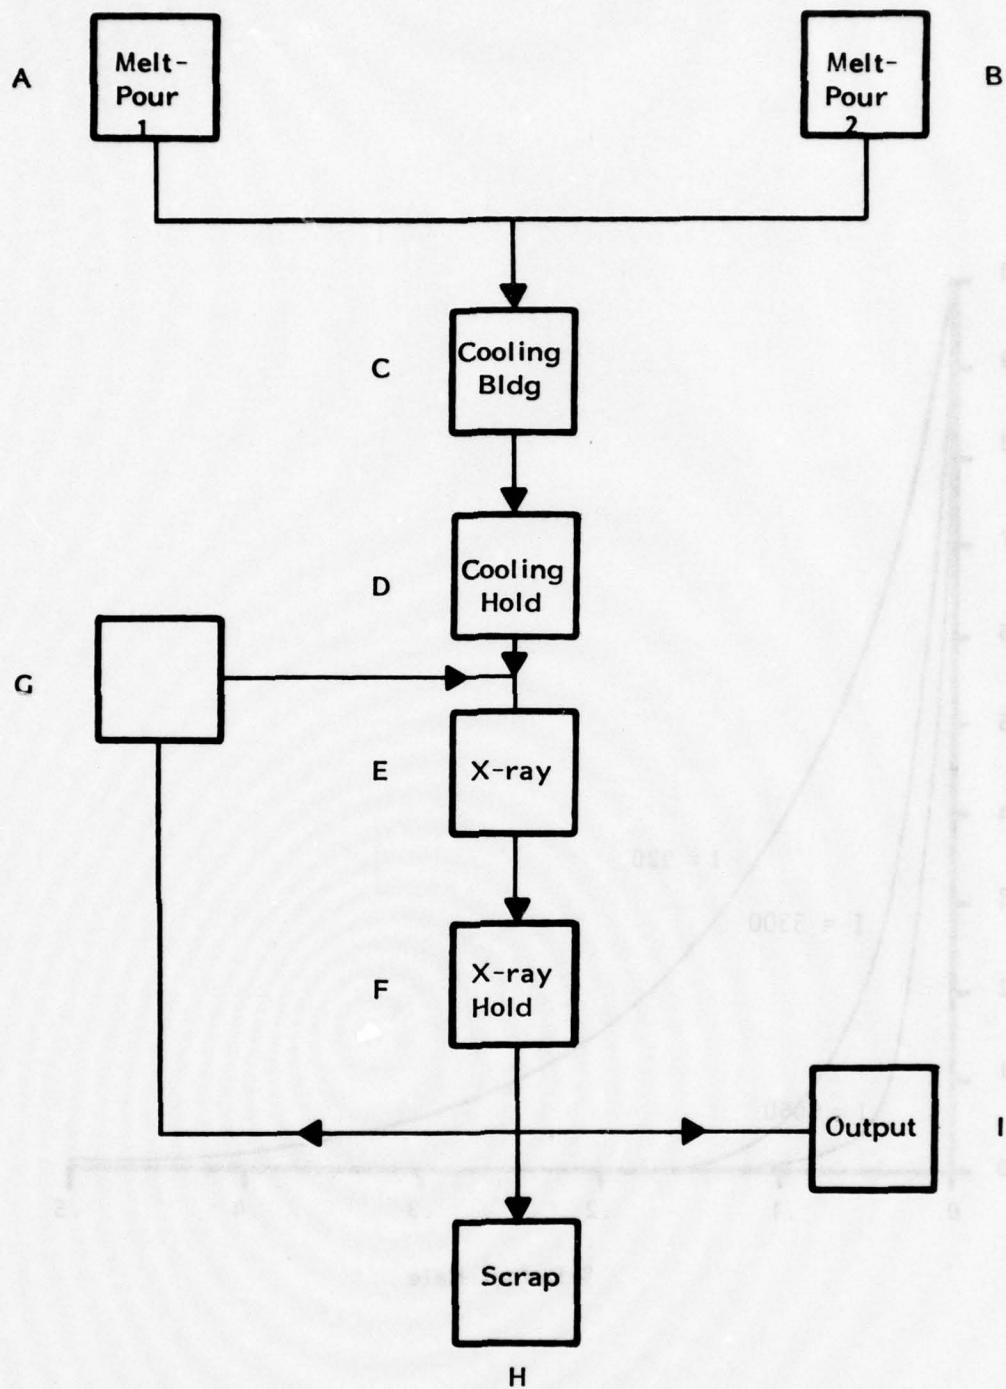 A
Melt-
Pour
1
Melt-
Pour
2
B
C
Cooling
Bldg
D
Cooling
Hold
G
E
X-ray
F
X-ray
Hold
Output
I
Scrap
H